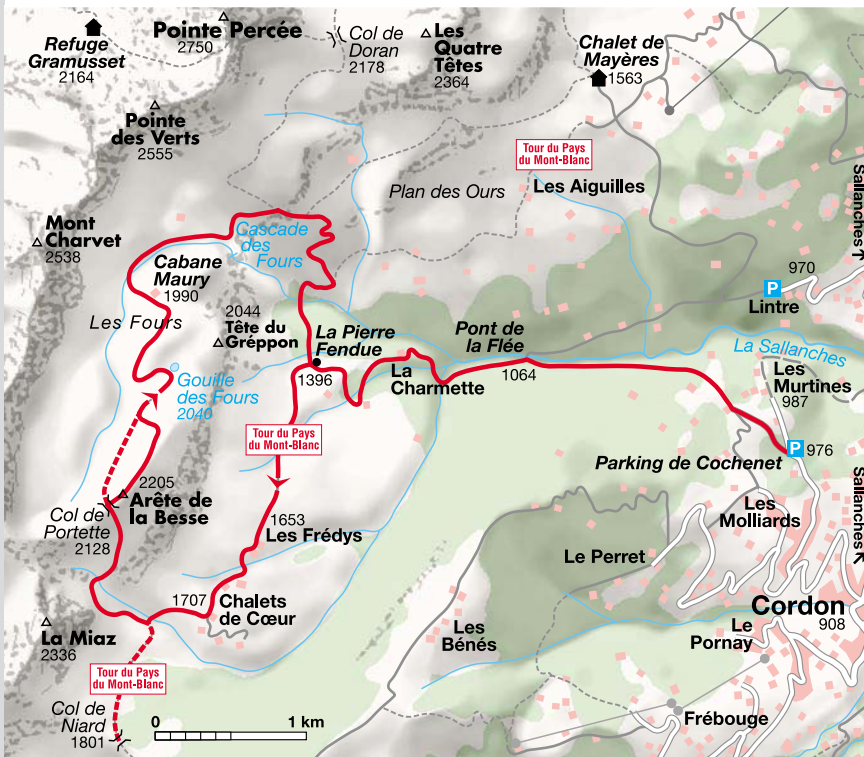 Refuge
Gramusset
2164
Pointe Percée
2750
Col de
Doran
2178
Les
Quatre
Têtes
2364
Chalet de
Mayères
1563
Pointe
des Verts
2555
Tour du Pays
du Mont-Blanc
Plan des Ours
Les Aiguilles
Sallanches
Mont
Charvet
2538
Cascade
des
Fours
Cabane
Maury
1990
970
P
Lintre
Les Fours
2044
Tête du
Gréppon
La Pierre
Fendue
Pont de
la Flée
La Sallanches
Gouille
des Fours
2040
1396
La
Charmette
1064
Les
Murtines
987
Tour du Pays
du Mont-Blanc
P
976
Parking de Cochenet
Sallanches
2205
Arête de
la Besse
Col de
Portette
2128
1653
Les Frédys
Les
Molliards
Le Perret
1707
Chalets
de Cœur
Cordon
908
La Miaz
2336
Les
Bénés
Le
Pornay
Tour du Pays
du Mont-Blanc
Col de
Niard
1801
0
1 km
Frébouge